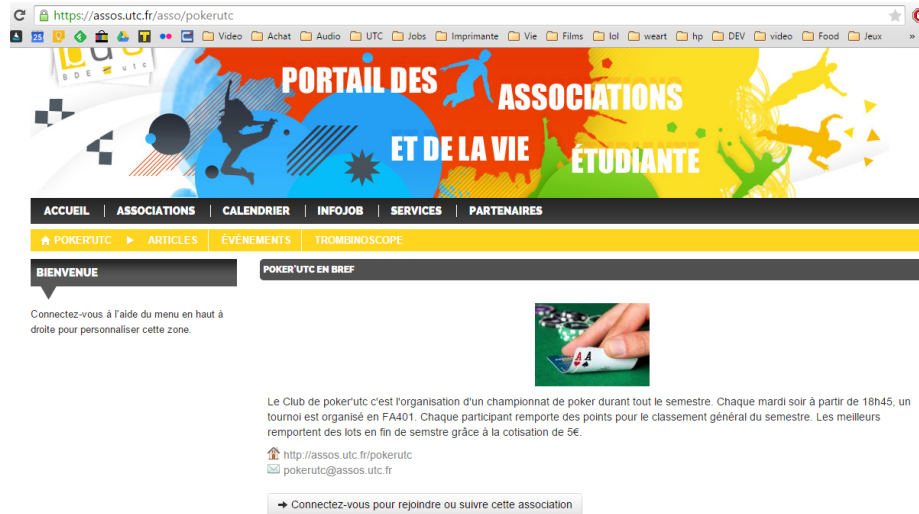 https://assos.utc.fr/asso/pokerutc
25 Video Achat Audio UTC Jobs Imprimante Vie Films lol weart hp DEV video Food Jeux »
BDE utc
PORTAIL DES ASSOCIATIONS
ET DE LA VIE ÉTUDIANTE
ACCUEIL | ASSOCIATIONS | CALENDRIER | INFOJOB | SERVICES | PARTENAIRES
POKER'UTC ARTICLES ÉVÉNEMENTS TROMBINOSCOPE
BIENVENUE
Connectez-vous à l'aide du menu en haut à
droite pour personnaliser cette zone.
POKER'UTC EN BREF
Le Club de poker'utc c'est l'organisation d'un championnat de poker durant tout le semestre. Chaque mardi soir à partir de 18h45, un
tournoi est organisé en FA401. Chaque participant remporte des points pour le classement général du semestre. Les meilleurs
remportent des lots en fin de semstre grâce à la cotisation de 5€.
http://assos.utc.fr/pokerutc
pokerutc@assos.utc.fr
Connectez-vous pour rejoindre ou suivre cette association